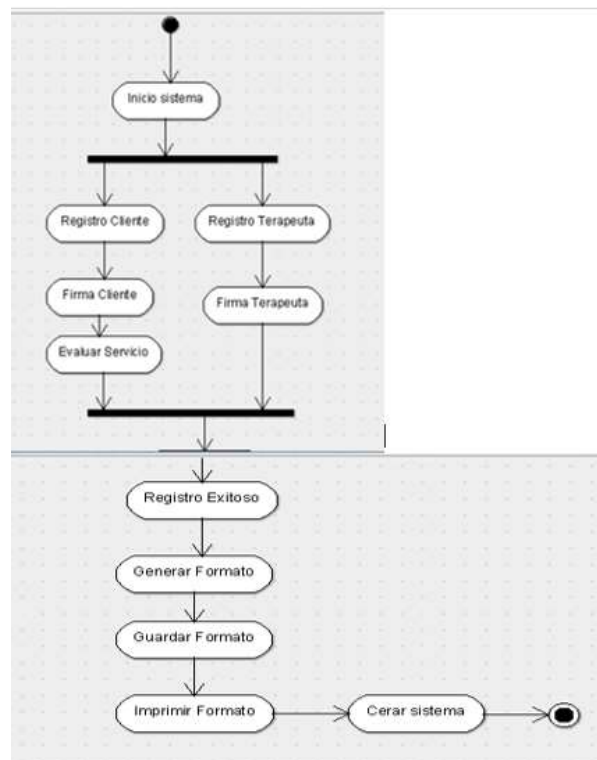 Inicio sistema
Registro Cliente
Registro Terapeuta
Firma Cliente
Firma Terapeuta
Evaluar Servicio
Registro Exitoso
Generar Formato
Guardar Formato
Imprimir Formato
Cerar sistema